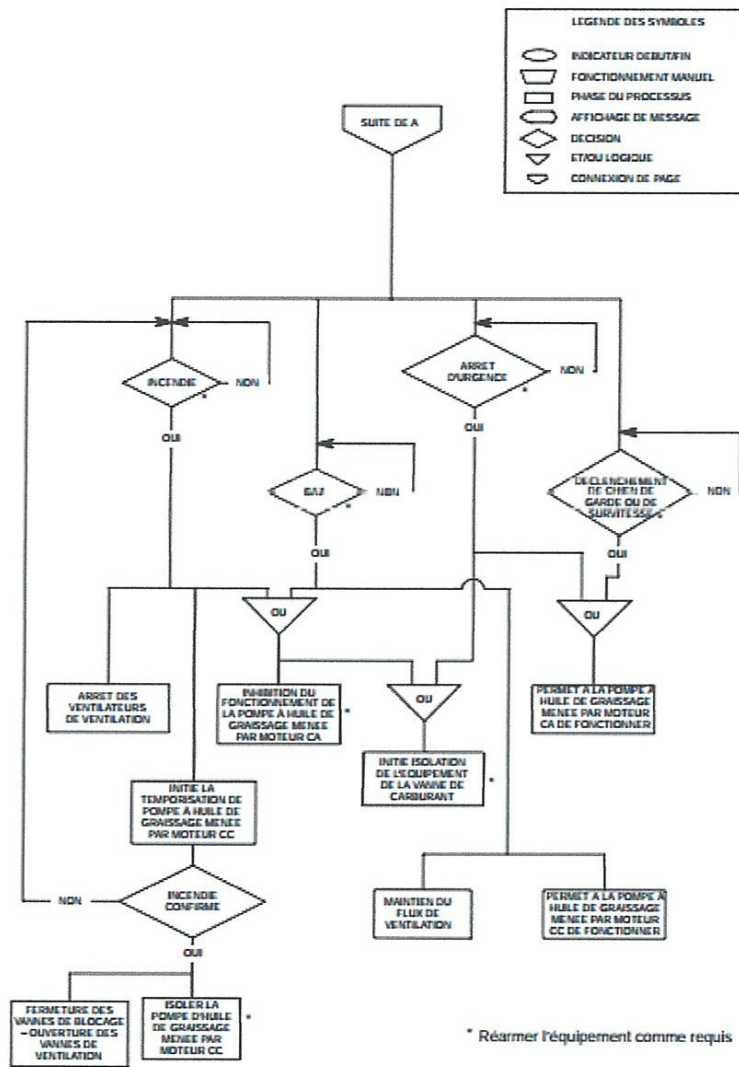 LEGENDE DES SYMBOLES
INDICATEUR DEBUT/FIN
FONCTIONNEMENT MANUEL
PHASE DU PROCESSUS
AFFICHAGE DE MESSAGE
DECISION
ET/OU LOGIQUE
CONNEXION DE PAGE
SUITE DE A
INCENDIE
*
NON
OUI
GAZ
*
NON
OUI
ARRET
D'URGENCE
*
NON
OUI
DECLENCHEMENT
DE CHIEN DE
GARDE OU DE
SURVITESSE *
NON
OUI
OU
OU
OU
ARRET DES
VENTILATEURS
DE VENTILATION
INHIBITION DU
FONCTIONNEMENT DE
LA POMPE À HUILE DE
GRAISSAGE MENEE
PAR MOTEUR CA
*
PERMET A LA POMPE À
HUILE DE GRAISSAGE
MENEE PAR MOTEUR
CA DE FONCTIONNER
INITIE ISOLATION
DE L'EQUIPEMENT
DE LA VANNE DE
CARBURANT
*
INITIE LA
TEMPORISATION DE
POMPE À HUILE DE
GRAISSAGE MENEE
PAR MOTEUR CC
INCENDIE
CONFIRME
NON
OUI
MAINTIEN DU
FLUX DE
VENTILATION
PERMET A LA POMPE À
HUILE DE GRAISSAGE
MENEE PAR MOTEUR
CC DE FONCTIONNER
FERMETURE DES
VANNES DE BLOCAGE
– OUVERTURE DES
VANNES DE
VENTILATION
ISOLER LA
POMPE D'HUILE
DE GRAISSAGE
MENEE PAR
MOTEUR CC
*
* Réarmer l'équipement comme requis